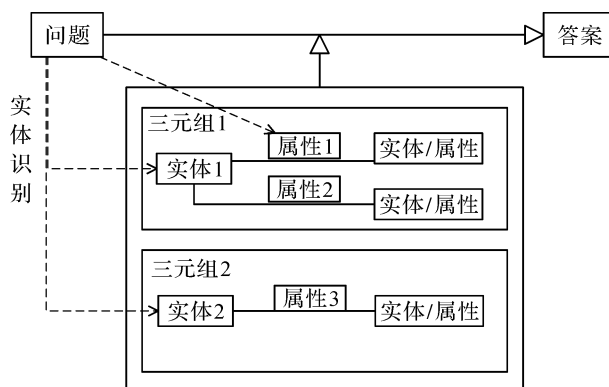 问题
答案
实体识别
三元组1
属性1
实体1
实体/属性
属性2
实体/属性
三元组2
属性3
实体2
实体/属性